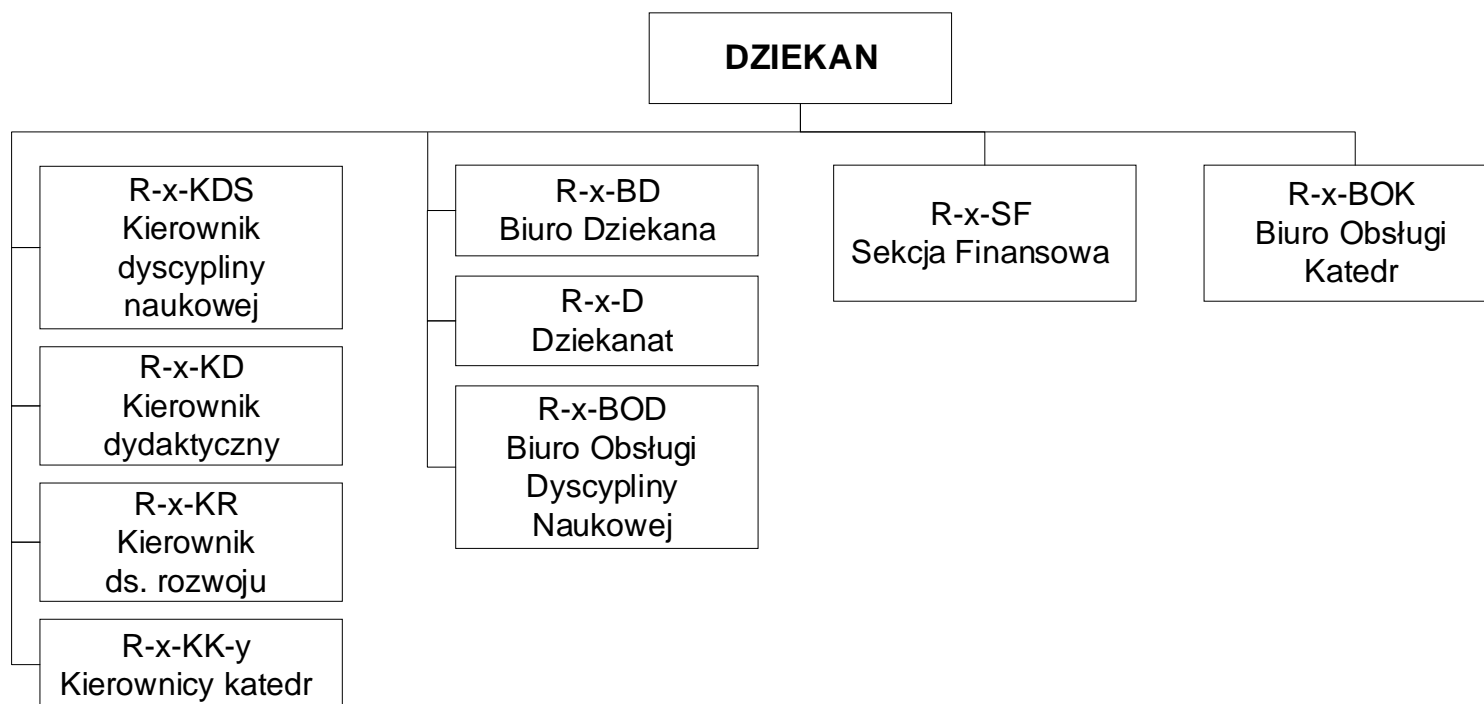 DZIEKAN
R-x-KDS
Kierownik
dyscypliny
naukowej
R-x-KD
Kierownik
dydaktyczny
R-x-KR
Kierownik
ds. rozwoju
R-x-KK-y
Kierownicy katedr
R-x-BD
Biuro Dziekana
R-x-D
Dziekanat
R-x-BOD
Biuro Obsługi
Dyscypliny
Naukowej
R-x-SF
Sekcja Finansowa
R-x-BOK
Biuro Obsługi
Katedr